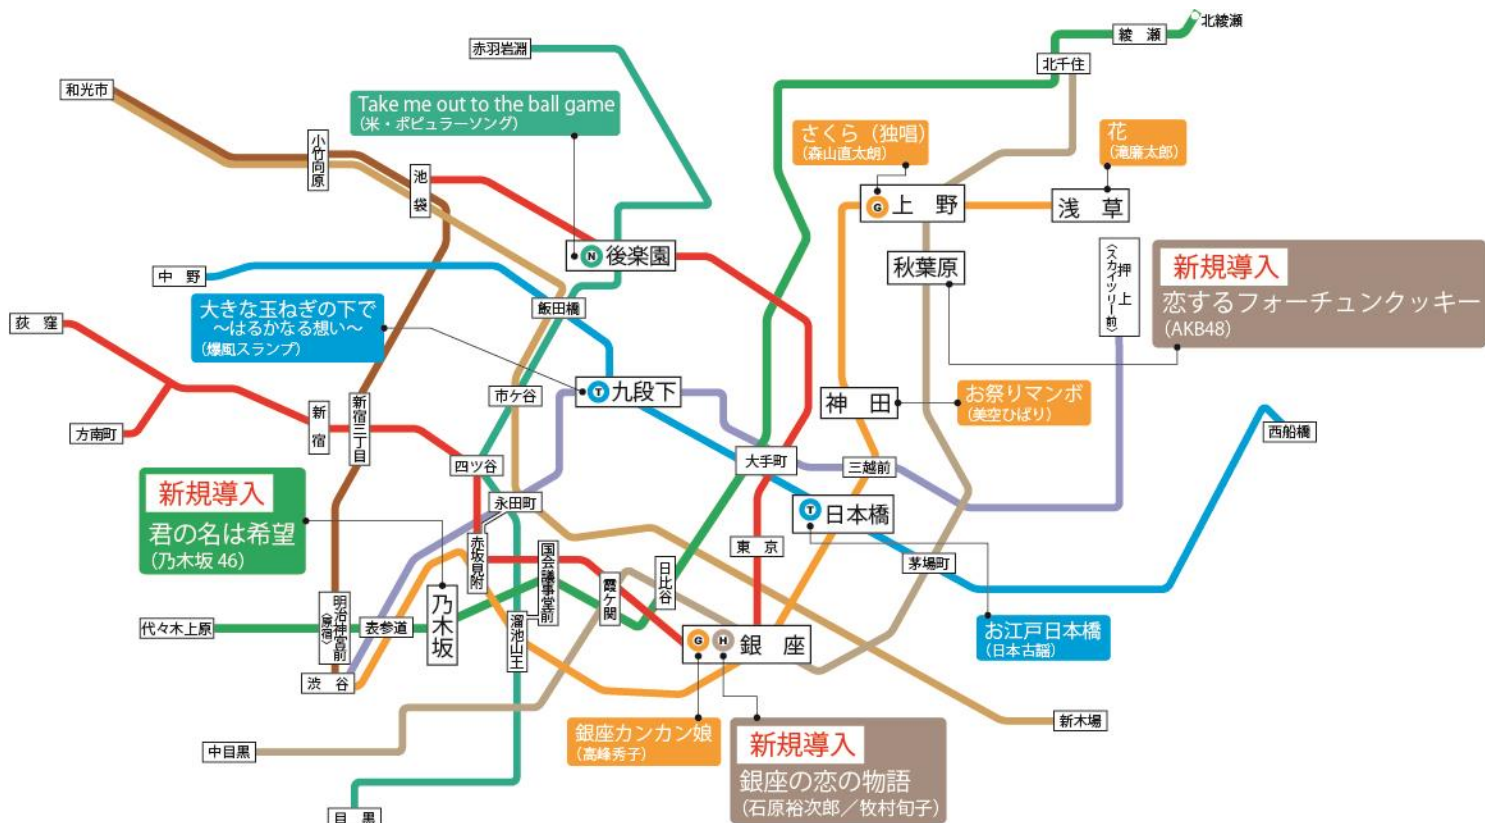 北綾瀬
綾 瀬
赤羽岩淵
北千住
和光市
Take me out to the ball game
(米・ポピュラーソング)
さくら（独唱）
(森山直太朗)
花
(滝廉太郎)
小竹向原
池袋
G 上 野
浅 草
N 後楽園
秋葉原
〈スカイツリー前〉
押上
新規導入
恋するフォーチュンクッキー
(AKB48)
中 野
大きな玉ねぎの下で
〜はるかなる想い〜
(爆風スランプ)
飯田橋
荻 窪
市ケ谷
T 九段下
神 田
お祭りマンボ
(美空ひばり)
方南町
新宿
新宿三丁目
西船橋
四ツ谷
大手町
三越前
新規導入
君の名は希望
(乃木坂 46)
永田町
T 日本橋
赤坂見附
国会議事堂前
東 京
茅場町
霞ケ関
日比谷
代々木上原
明治神宮前
〈原宿〉
表参道
乃木坂
溜池山王
G H 銀 座
お江戸日本橋
(日本古謡)
渋 谷
中目黒
銀座カンカン娘
(高峰秀子)
新規導入
銀座の恋の物語
(石原裕次郎／牧村旬子)
新木場
目 黒